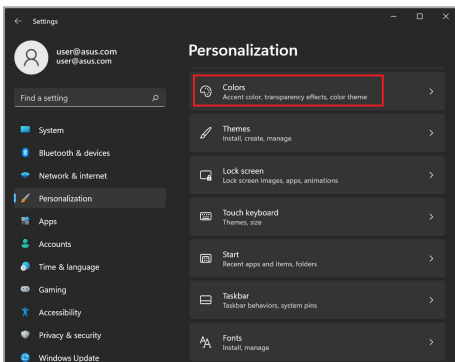 Settings
user@asus.com
user@asus.com
Find a setting
System
Bluetooth & devices
Network & internet
Personalization
Apps
Accounts
Time & language
Gaming
Accessibility
Privacy & security
Windows Update
Personalization
Colors
Accent color, transparency effects, color theme
Themes
Install, create, manage
Lock screen
Lock screen images, apps, animations
Touch keyboard
Themes, size
Start
Recent apps and items, folders
Taskbar
Taskbar behaviors, system pins
Fonts
Install, manage